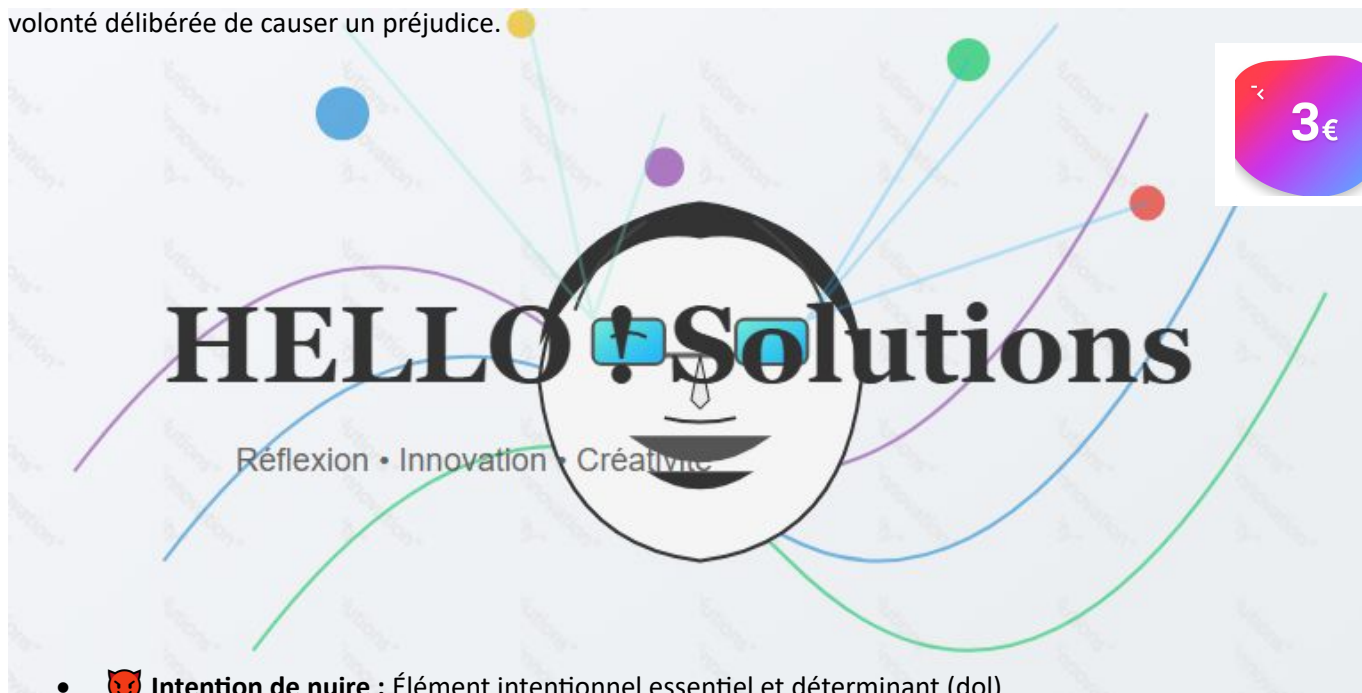 volonté délibérée de causer un préjudice.
3€
HELLO ! Solutions
Réflexion • Innovation • Créativité
• 😈 Intention de nuire : Élément intentionnel essentiel et déterminant (dol)